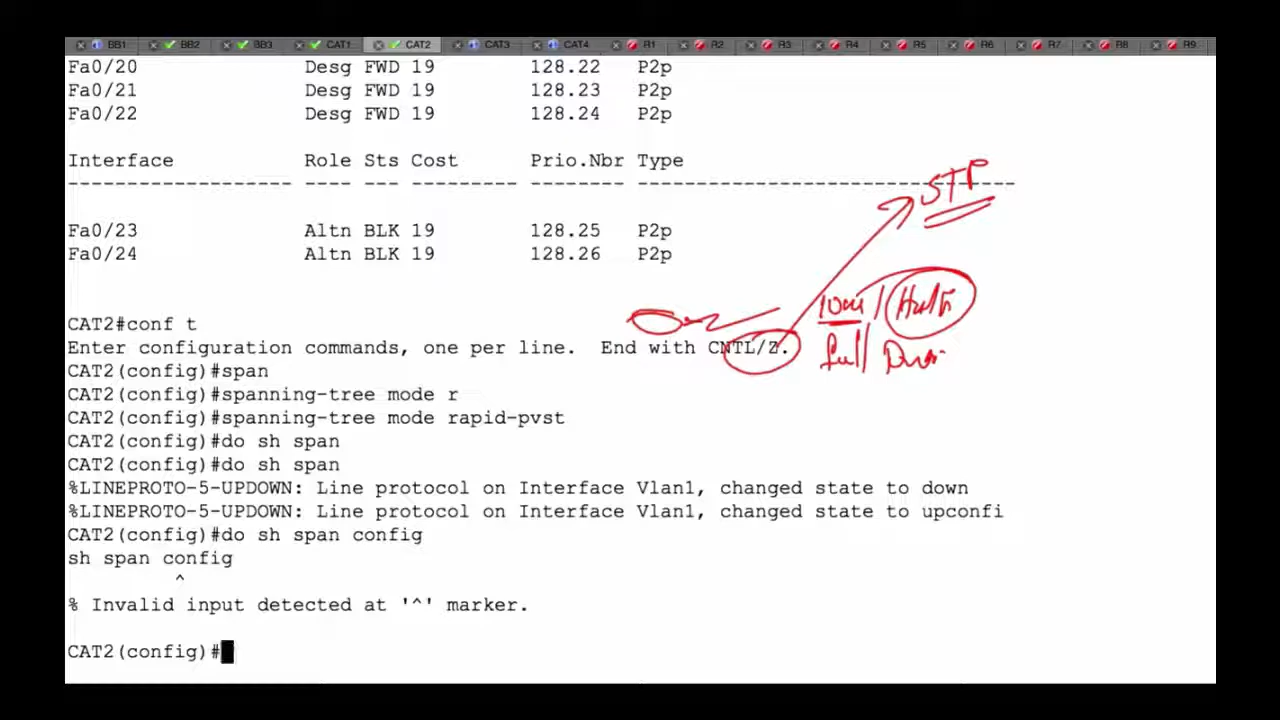 BB1 BB2 BB3 CAT1 CAT2 CAT3 CAT4 R1 R2 R3 R4 R5 R6 R7 R8 R9
Fa0/20 Desg FWD 19 128.22 P2p
Fa0/21 Desg FWD 19 128.23 P2p
Fa0/22 Desg FWD 19 128.24 P2p
Interface Role Sts Cost Prio.Nbr Type
------------------- ---- --- --------- -------- --------------------------------
STP
Fa0/23 Altn BLK 19 128.25 P2p
Fa0/24 Altn BLK 19 128.26 P2p
Half
CAT2#conf t
Enter configuration commands, one per line. End with CNTL/Z.
full
CAT2(config)#span
CAT2(config)#spanning-tree mode r
CAT2(config)#spanning-tree mode rapid-pvst
CAT2(config)#do sh span
CAT2(config)#do sh span
%LINEPROTO-5-UPDOWN: Line protocol on Interface Vlan1, changed state to down
%LINEPROTO-5-UPDOWN: Line protocol on Interface Vlan1, changed state to upconfi
CAT2(config)#do sh span config
sh span config
^
% Invalid input detected at '^' marker.
CAT2(config)#